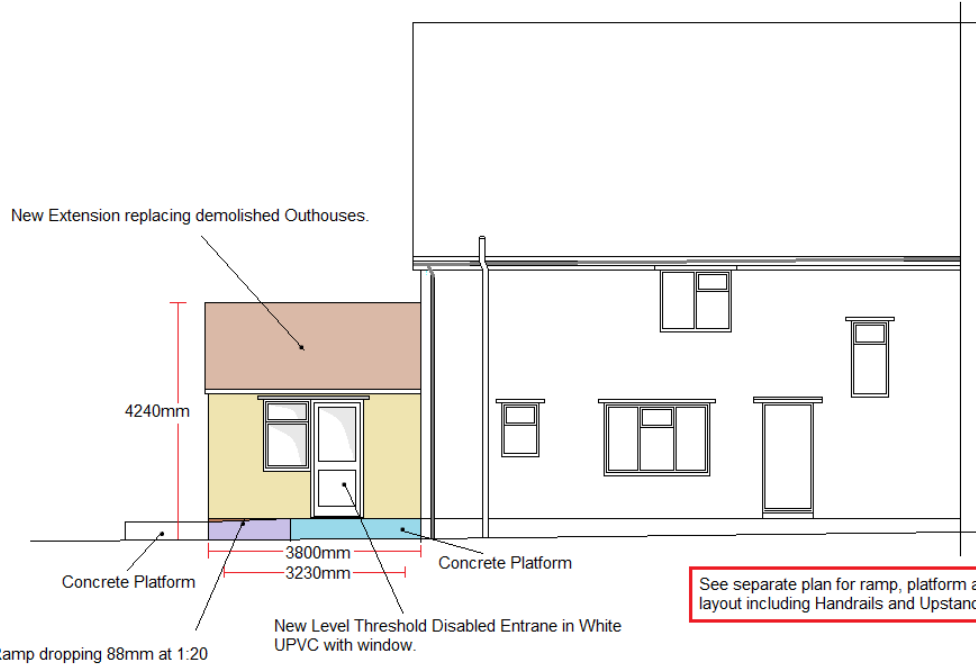 New Extension replacing demolished Outhouses.
4240mm
3800mm
3230mm
Concrete Platform
Concrete Platform
See separate plan for ramp, platform a
layout including Handrails and Upstand
New Level Threshold Disabled Entrane in White
UPVC with window.
Ramp dropping 88mm at 1:20